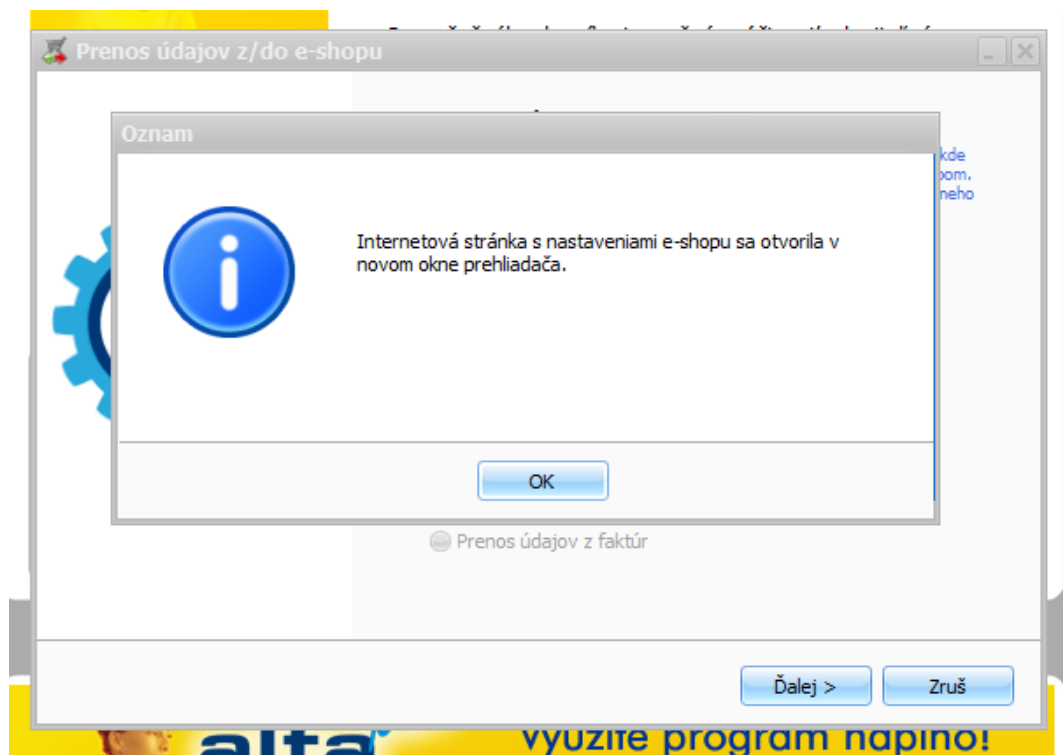 Prenos údajov z/do e-shopu
Oznam
kde
neho
Internetová stránka s nastaveniami e-shopu sa otvorila v
novom okne prehliadača.
OK
Prenos údajov z faktúr
Ďalej >
Zruš
alfa
využite program naplno!